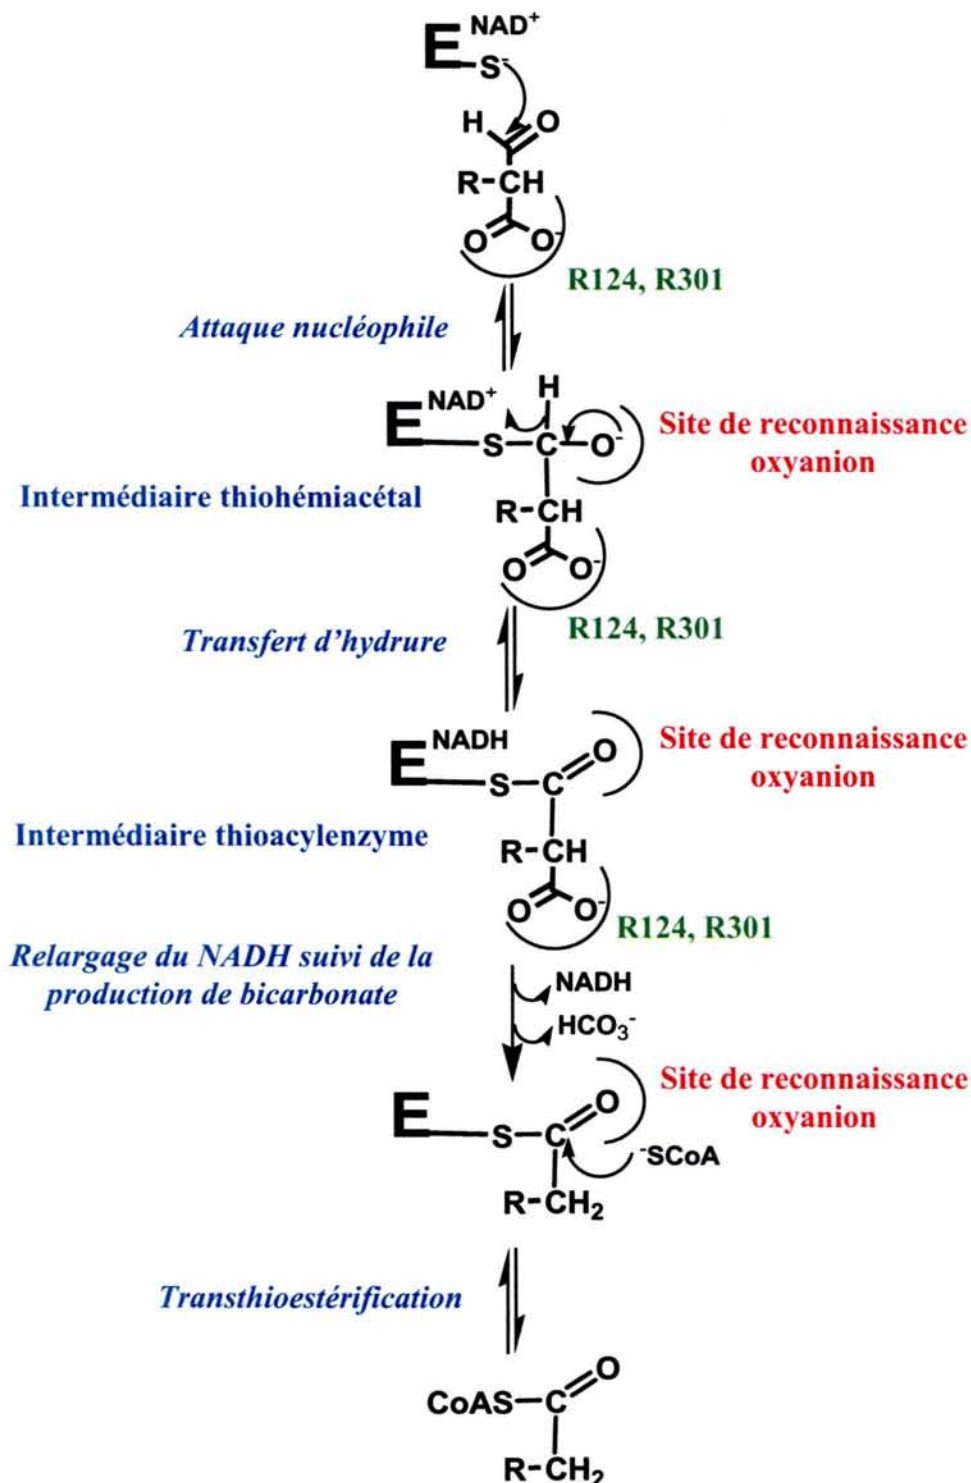 E NAD⁺
S⁻
H O
R-CH
O O⁻
R124, R301
Attaque nucléophile
H
E NAD⁺
S-C-O⁻
Site de reconnaissance
oxyanion
Intermédiaire thiohémiacétal
R-CH
O O⁻
R124, R301
Transfert d'hydrure
E NADH
S-C O
Site de reconnaissance
oxyanion
Intermédiaire thioacylenzyme
R-CH
O O⁻
R124, R301
Relargage du NADH suivi de la
production de bicarbonate
NADH
HCO₃⁻
E
S-C O
Site de reconnaissance
oxyanion
⁻SCoA
R-CH₂
Transthioestérification
O
CoAS-C
R-CH₂